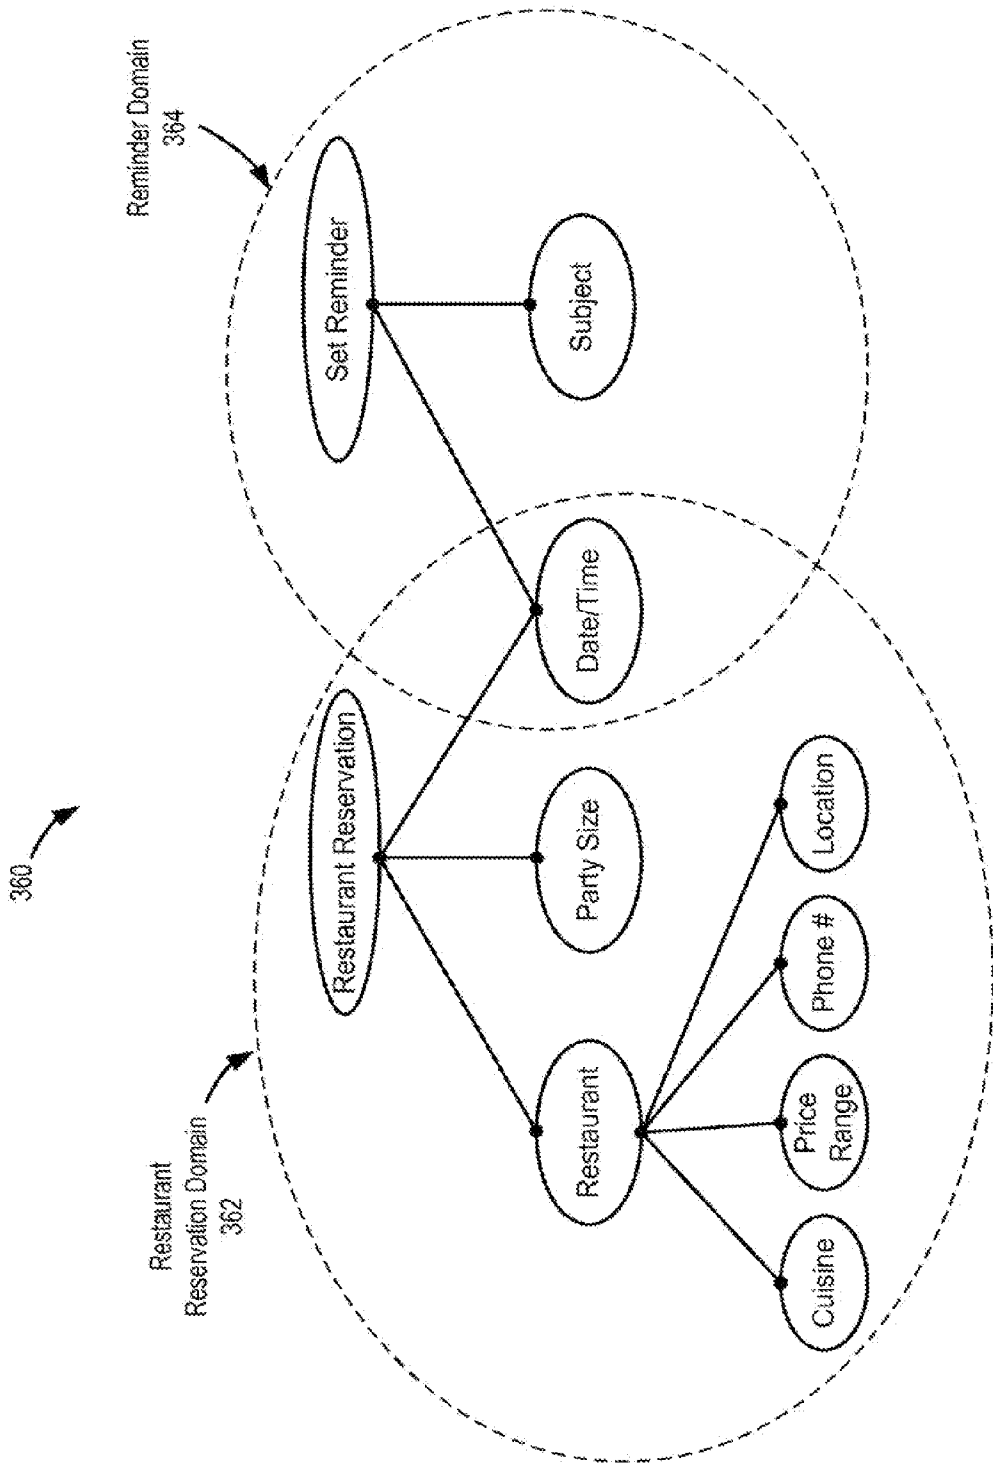 360
Restaurant
Reservation Domain
362
Reminder Domain
364
Restaurant Reservation
Set Reminder
Restaurant
Party Size
Date/Time
Subject
Cuisine
Price
Range
Phone #
Location